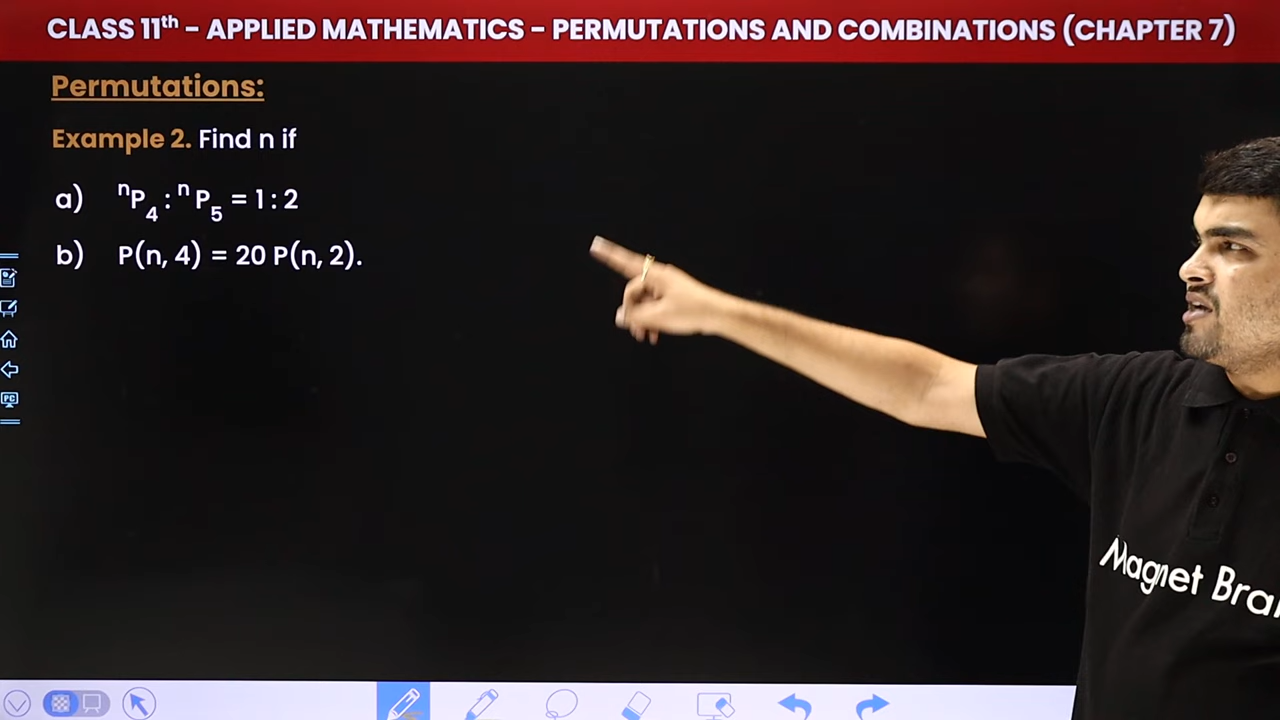 CLASS 11ᵗʰ – APPLIED MATHEMATICS – PERMUTATIONS AND COMBINATIONS (CHAPTER 7)
Permutations:
Example 2. Find n if
a) ⁿP₄ : ⁿP₅ = 1 : 2
b) P(n, 4) = 20 P(n, 2).
PC
Magnet